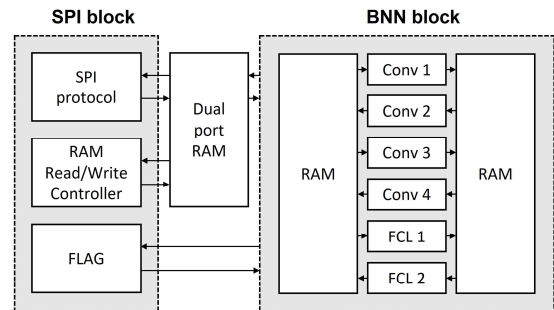 SPI block
BNN block
SPI
protocol
RAM
Read/Write
Controller
FLAG
Dual
port
RAM
RAM
Conv 1
Conv 2
Conv 3
Conv 4
FCL 1
FCL 2
RAM